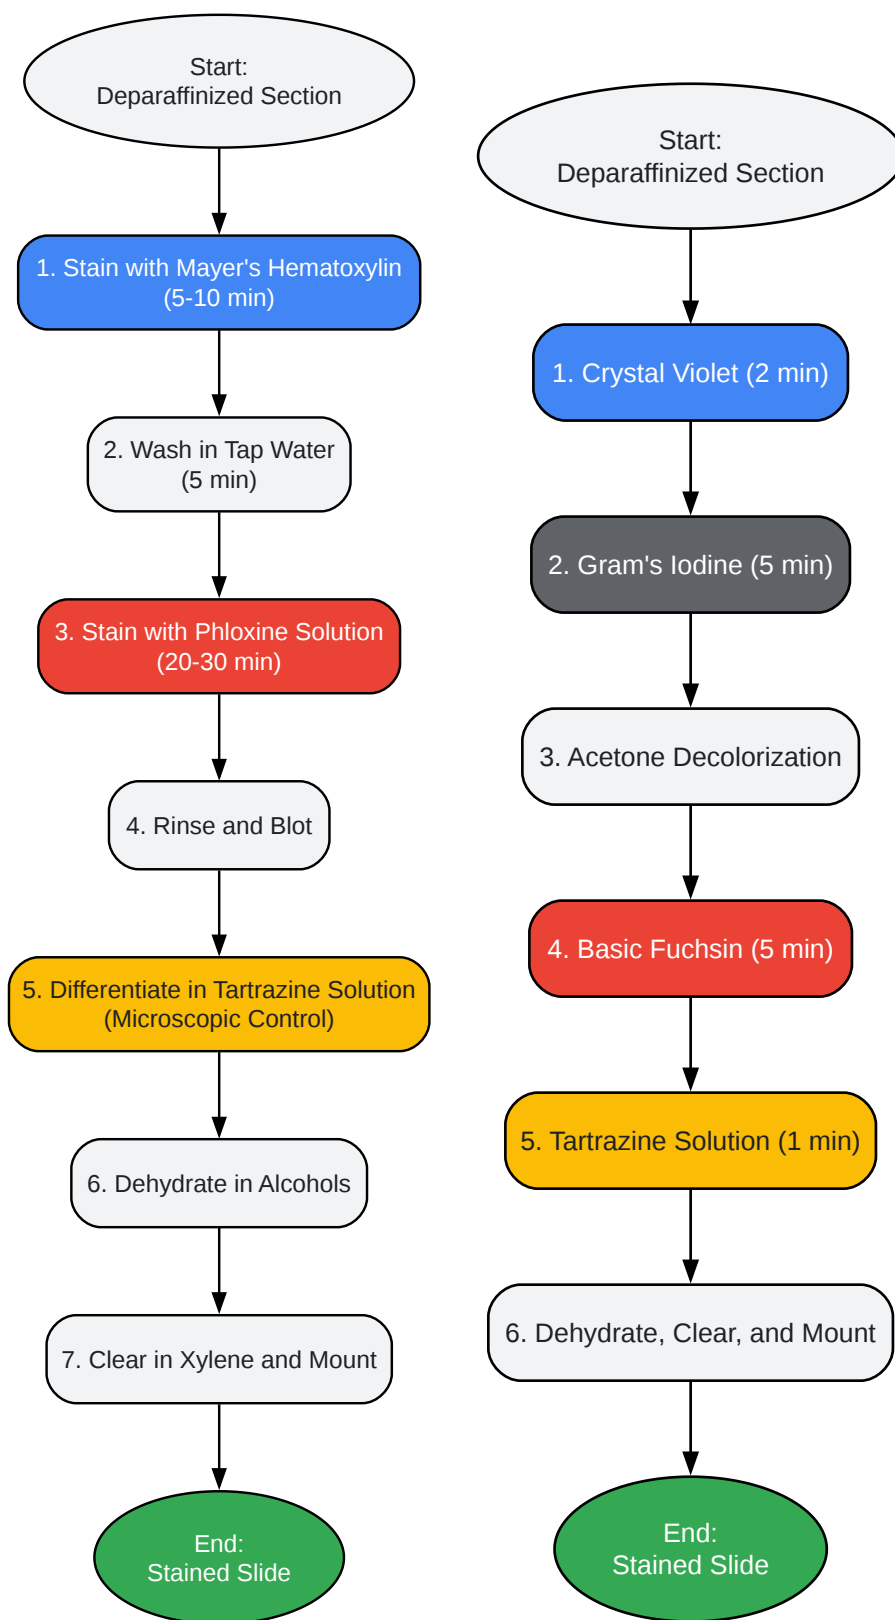 Start:
Deparaffinized Section
1. Stain with Mayer's Hematoxylin
(5-10 min)
2. Wash in Tap Water
(5 min)
3. Stain with Phloxine Solution
(20-30 min)
4. Rinse and Blot
5. Differentiate in Tartrazine Solution
(Microscopic Control)
6. Dehydrate in Alcohols
7. Clear in Xylene and Mount
End:
Stained Slide
Start:
Deparaffinized Section
1. Crystal Violet (2 min)
2. Gram's Iodine (5 min)
3. Acetone Decolorization
4. Basic Fuchsin (5 min)
5. Tartrazine Solution (1 min)
6. Dehydrate, Clear, and Mount
End:
Stained Slide